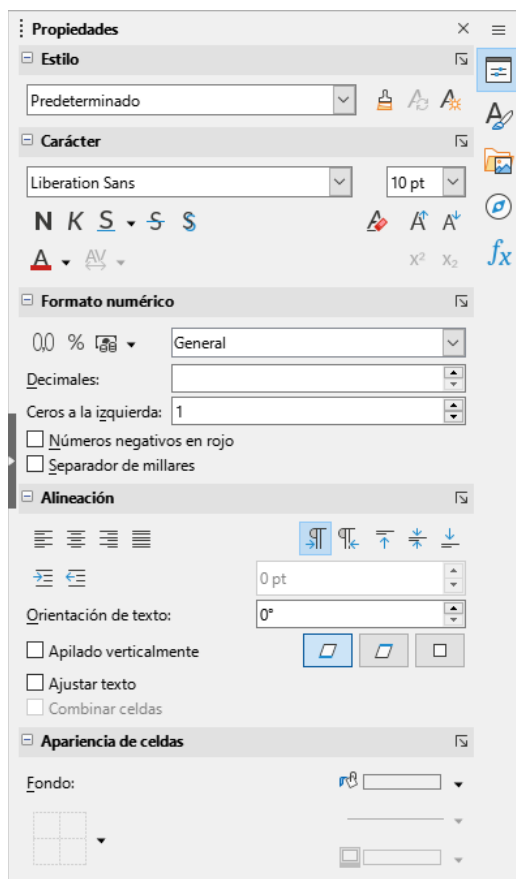 Propiedades
Estilo
Predeterminado
Carácter
Liberation Sans 10 pt
N K S S S A A A
A AV X² X₂
fx
Formato numérico
0,0 % General
Decimales:
Ceros a la izquierda: 1
Números negativos en rojo
Separador de millares
Alineación
0 pt
Orientación de texto: 0°
Apilado verticalmente
Ajustar texto
Combinar celdas
Apariencia de celdas
Fondo: